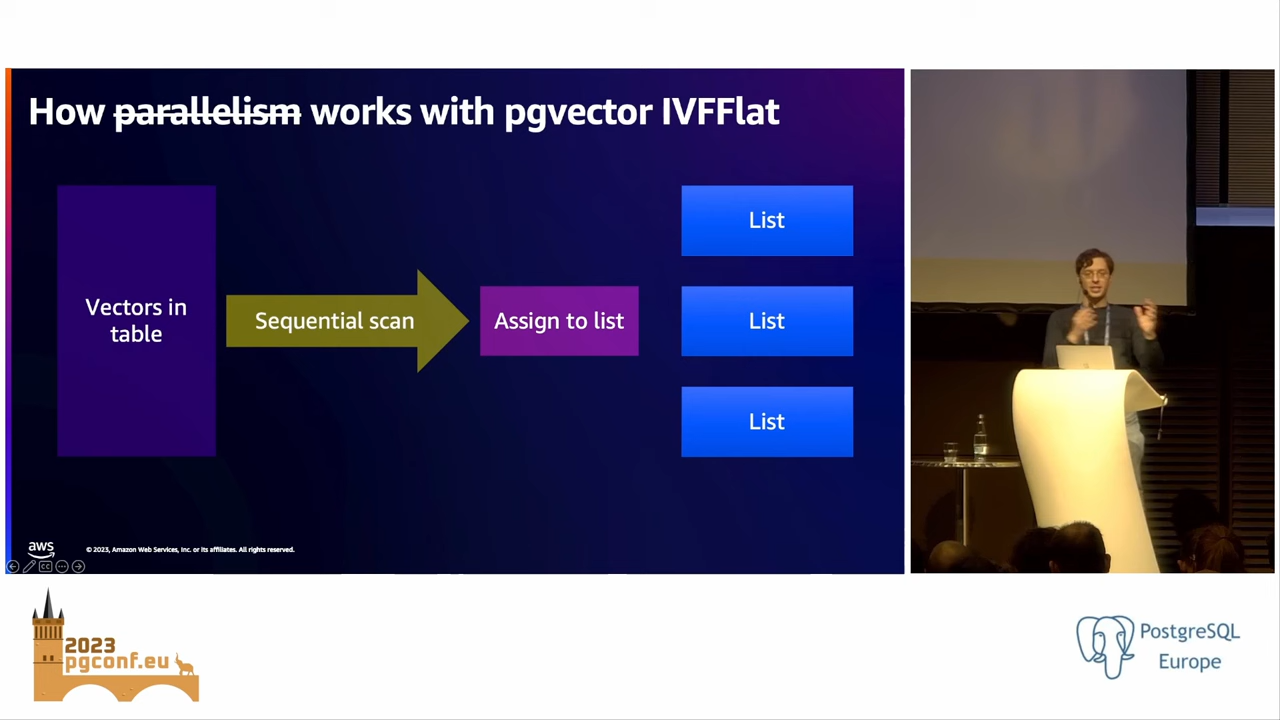 How parallelism works with pgvector IVFFlat
Vectors in
table
Sequential scan
Assign to list
List
List
List
aws
© 2023, Amazon Web Services, Inc. or its affiliates. All rights reserved.
CC
2023
pgconf.eu
PostgreSQL
Europe